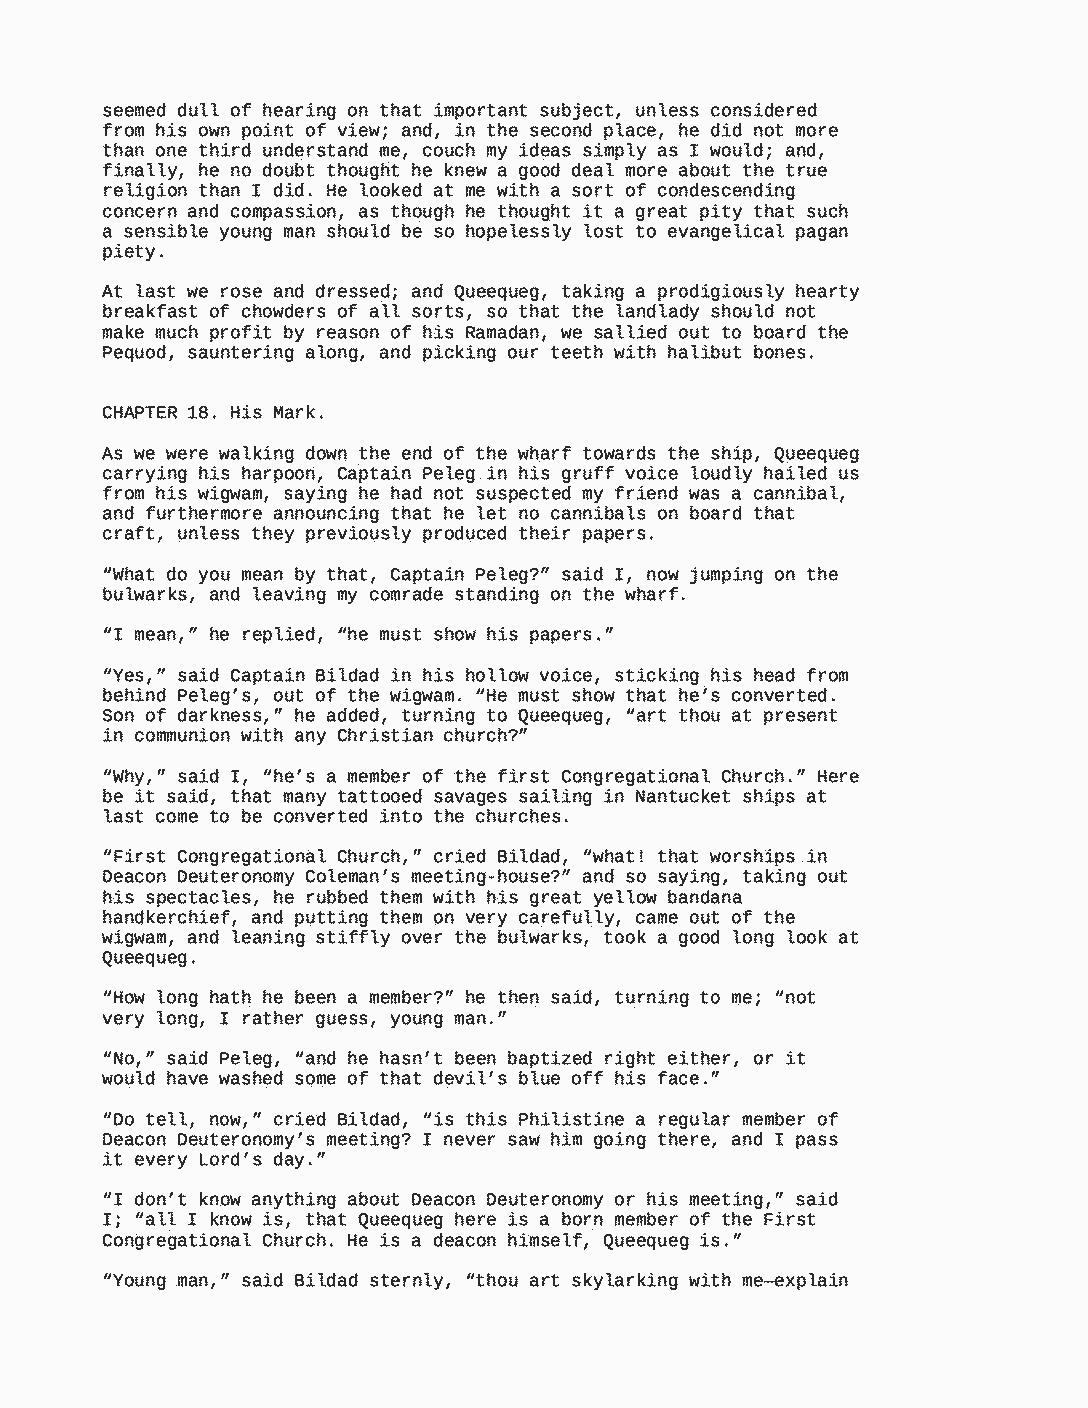 seemed dull of hearing on that important subject, unless considered
from his own point of view; and, in the second place, he did not more
than one third understand me, couch my ideas simply as I would; and,
finally, he no doubt thought he knew a good deal more about the true
religion than I did. He looked at me with a sort of condescending
concern and compassion, as though he thought it a great pity that such
a sensible young man should be so hopelessly lost to evangelical pagan
piety.

At last we rose and dressed; and Queequeg, taking a prodigiously hearty
breakfast of chowders of all sorts, so that the landlady should not
make much profit by reason of his Ramadan, we sallied out to board the
Pequod, sauntering along, and picking our teeth with halibut bones.

CHAPTER 18. His Mark.

As we were walking down the end of the wharf towards the ship, Queequeg
carrying his harpoon, Captain Peleg in his gruff voice loudly hailed us
from his wigwam, saying he had not suspected my friend was a cannibal,
and furthermore announcing that he let no cannibals on board that
craft, unless they previously produced their papers.

“What do you mean by that, Captain Peleg?” said I, now jumping on the
bulwarks, and leaving my comrade standing on the wharf.

“I mean,” he replied, “he must show his papers.”

“Yes,” said Captain Bildad in his hollow voice, sticking his head from
behind Peleg’s, out of the wigwam. “He must show that he’s converted.
Son of darkness,” he added, turning to Queequeg, “art thou at present
in communion with any Christian church?”

“Why,” said I, “he’s a member of the first Congregational Church.” Here
be it said, that many tattooed savages sailing in Nantucket ships at
last come to be converted into the churches.

“First Congregational Church,” cried Bildad, “what! that worships in
Deacon Deuteronomy Coleman’s meeting-house?” and so saying, taking out
his spectacles, he rubbed them with his great yellow bandana
handkerchief, and putting them on very carefully, came out of the
wigwam, and leaning stiffly over the bulwarks, took a good long look at
Queequeg.

“How long hath he been a member?” he then said, turning to me; “not
very long, I rather guess, young man.”

“No,” said Peleg, “and he hasn’t been baptized right either, or it
would have washed some of that devil’s blue off his face.”

“Do tell, now,” cried Bildad, “is this Philistine a regular member of
Deacon Deuteronomy’s meeting? I never saw him going there, and I pass
it every Lord’s day.”

“I don’t know anything about Deacon Deuteronomy or his meeting,” said
I; “all I know is, that Queequeg here is a born member of the First
Congregational Church. He is a deacon himself, Queequeg is.”

“Young man,” said Bildad sternly, “thou art skylarking with me—explain